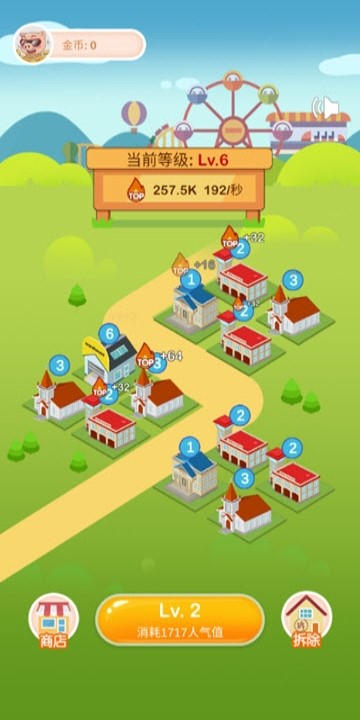 金币: 0
当前等级: Lv.6
TOP 257.5K 192/秒
TOP +32
2
+16
1
3
TOP
2
6
3
TOP 3 +64
TOP 2 +32
2
1
2
3
Lv. 2
消耗1717人气值
商店
拆除